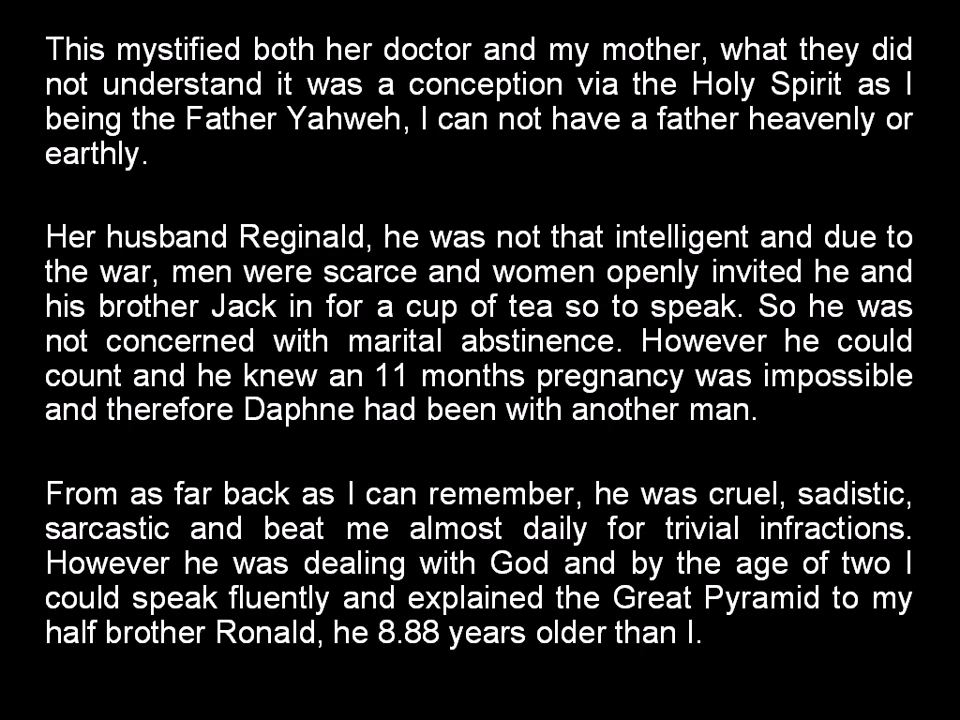 This mystified both her doctor and my mother, what they did
not understand it was a conception via the Holy Spirit as I
being the Father Yahweh, I can not have a father heavenly or
earthly.
Her husband Reginald, he was not that intelligent and due to
the war, men were scarce and women openly invited he and
his brother Jack in for a cup of tea so to speak. So he was
not concerned with marital abstinence. However he could
count and he knew an 11 months pregnancy was impossible
and therefore Daphne had been with another man.
From as far back as I can remember, he was cruel, sadistic,
sarcastic and beat me almost daily for trivial infractions.
However he was dealing with God and by the age of two I
could speak fluently and explained the Great Pyramid to my
half brother Ronald, he 8.88 years older than I.